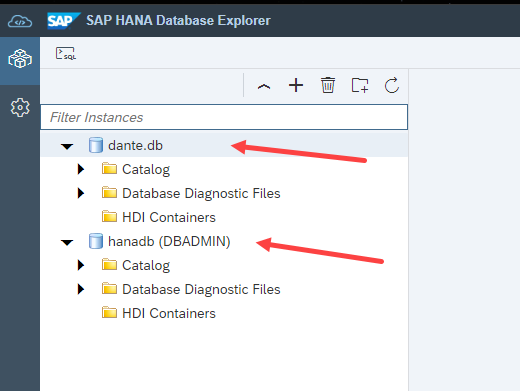 SAP SAP HANA Database Explorer
SQL
Filter Instances
dante.db
Catalog
Database Diagnostic Files
HDI Containers
hanadb (DBADMIN)
Catalog
Database Diagnostic Files
HDI Containers